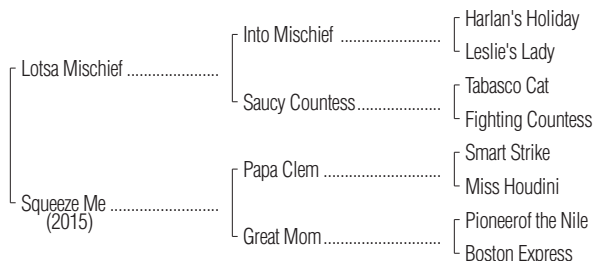 Harlan's Holiday
Into Mischief ....................
Leslie's Lady
Lotsa Mischief ....................
Tabasco Cat
Saucy Countess....................
Fighting Countess
Smart Strike
Papa Clem ........................
Miss Houdini
Squeeze Me ........................
(2015)
Pioneerof the Nile
Great Mom........................
Boston Express